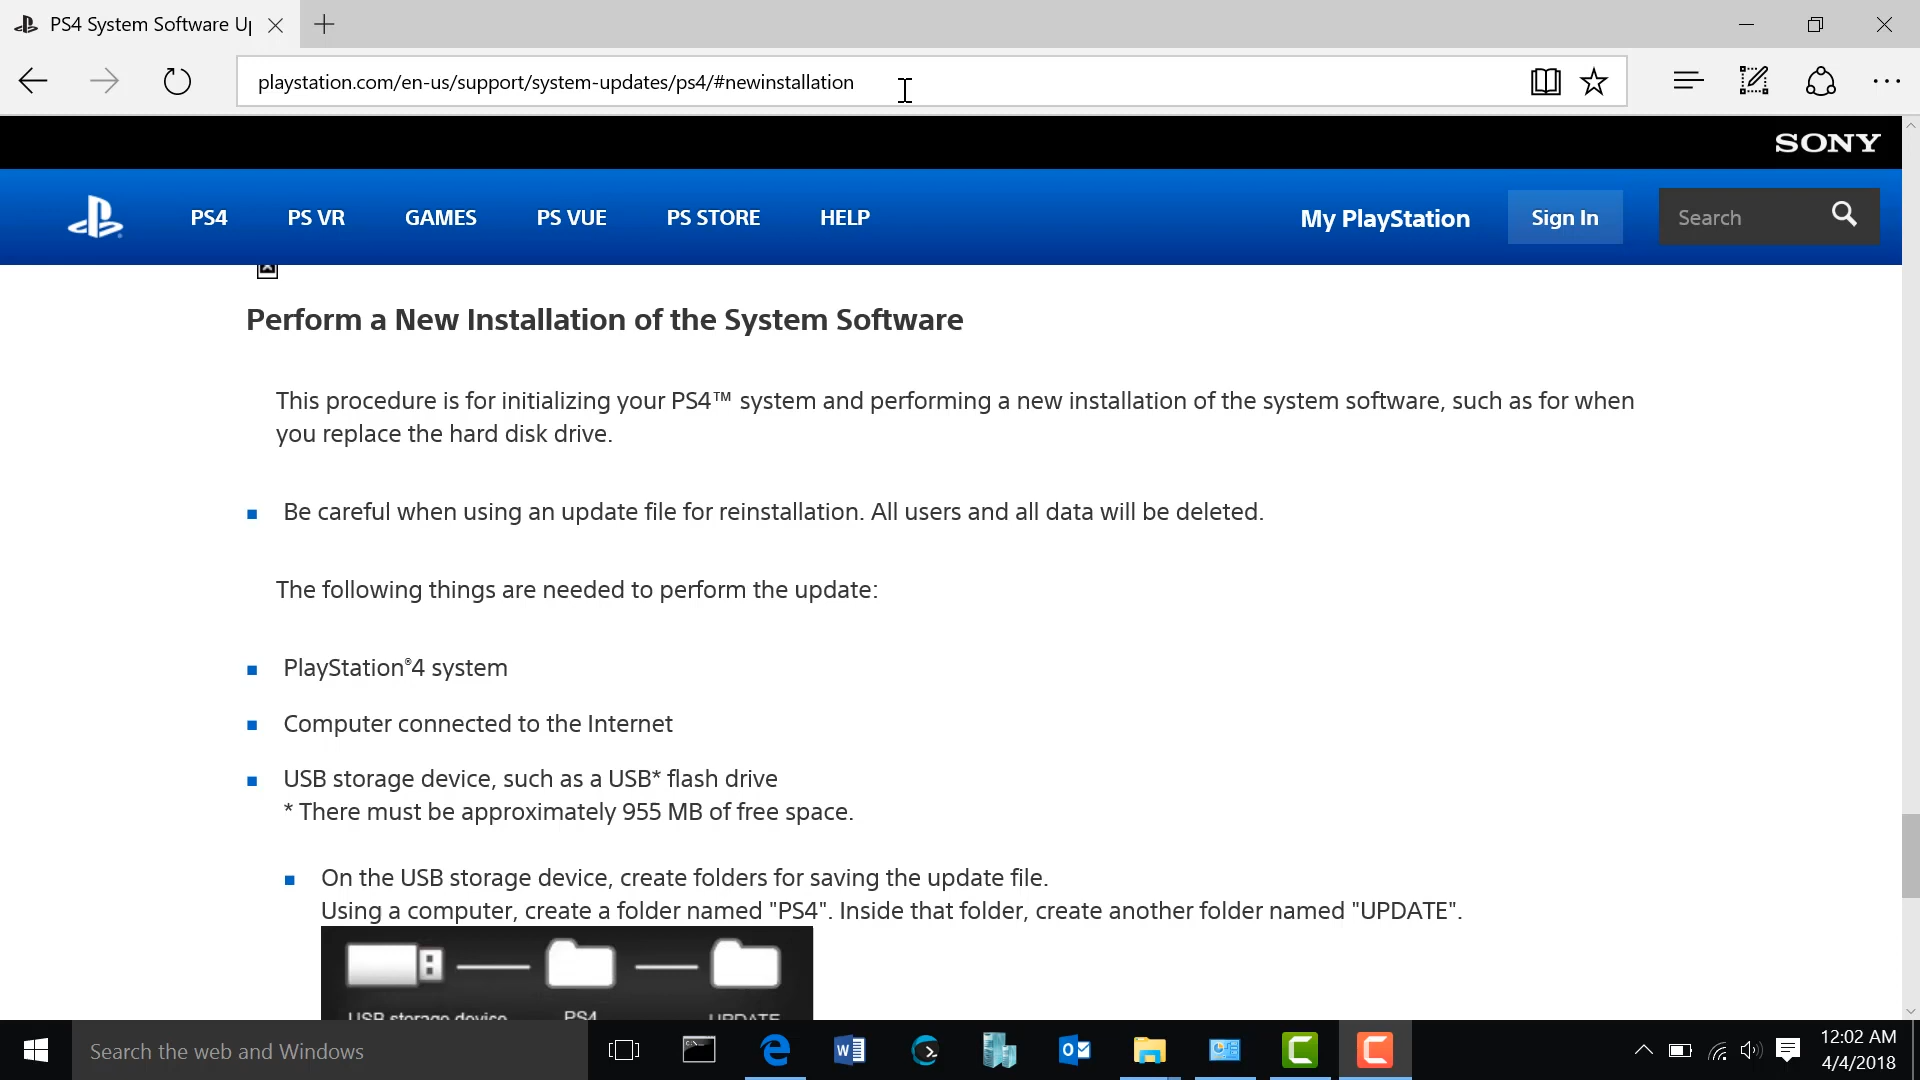 PS4 System Software U
playstation.com/en-us/support/system-updates/ps4/#newinstallation
SONY
PS4 PS VR GAMES PS VUE PS STORE HELP My PlayStation Sign In Search
Perform a New Installation of the System Software
This procedure is for initializing your PS4™ system and performing a new installation of the system software, such as for when
you replace the hard disk drive.
Be careful when using an update file for reinstallation. All users and all data will be deleted.
The following things are needed to perform the update:
PlayStation®4 system
Computer connected to the Internet
USB storage device, such as a USB* flash drive
* There must be approximately 955 MB of free space.
On the USB storage device, create folders for saving the update file.
Using a computer, create a folder named "PS4". Inside that folder, create another folder named "UPDATE".
USB storage device PS4 UPDATE
Search the web and Windows
12:02 AM
4/4/2018